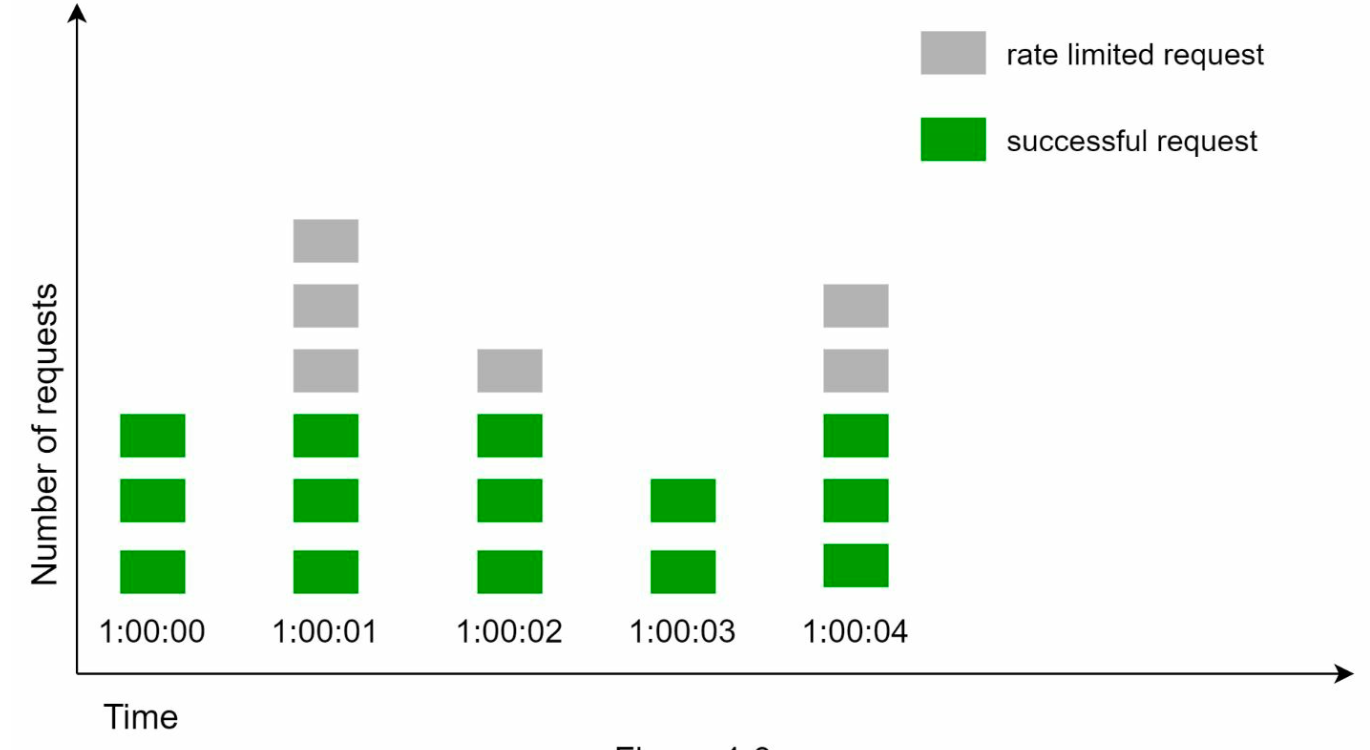 rate limited request
successful request
Number of requests
1:00:00 1:00:01 1:00:02 1:00:03 1:00:04
Time